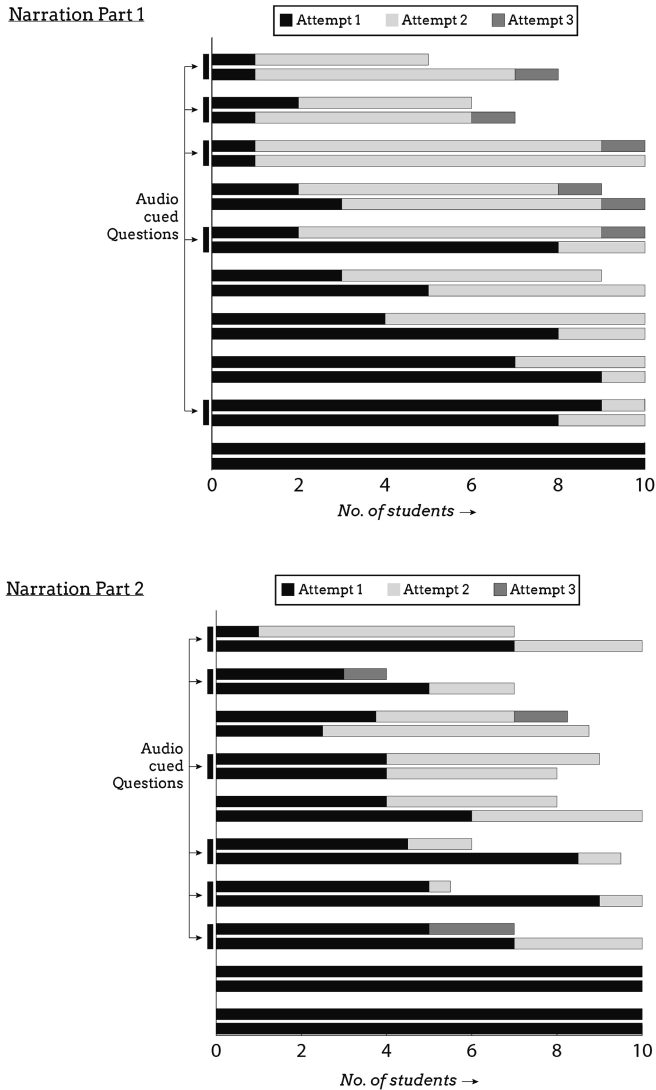 Narration Part 1
Attempt 1 Attempt 2 Attempt 3
Audio
cued
Questions
0 2 4 6 8 10
No. of students →
Narration Part 2
Attempt 1 Attempt 2 Attempt 3
Audio
cued
Questions
0 2 4 6 8 10
No. of students →